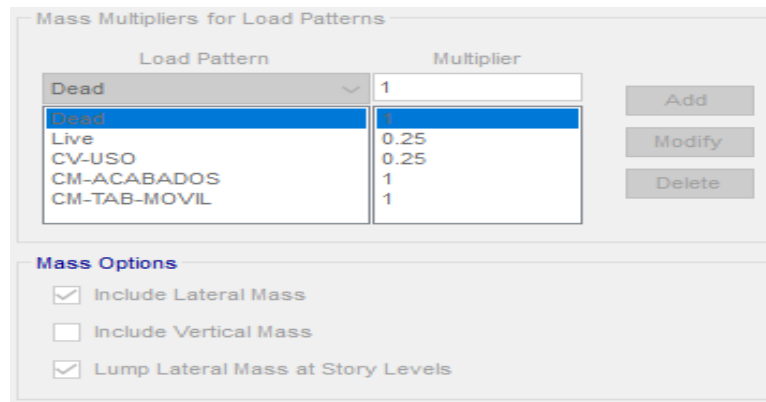 Mass Multipliers for Load Patterns
Load Pattern Multiplier
Dead 1 Add
Dead 1
Live 0.25 Modify
CV-USO 0.25
CM-ACABADOS 1 Delete
CM-TAB-MOVIL 1
Mass Options
Include Lateral Mass
Include Vertical Mass
Lump Lateral Mass at Story Levels